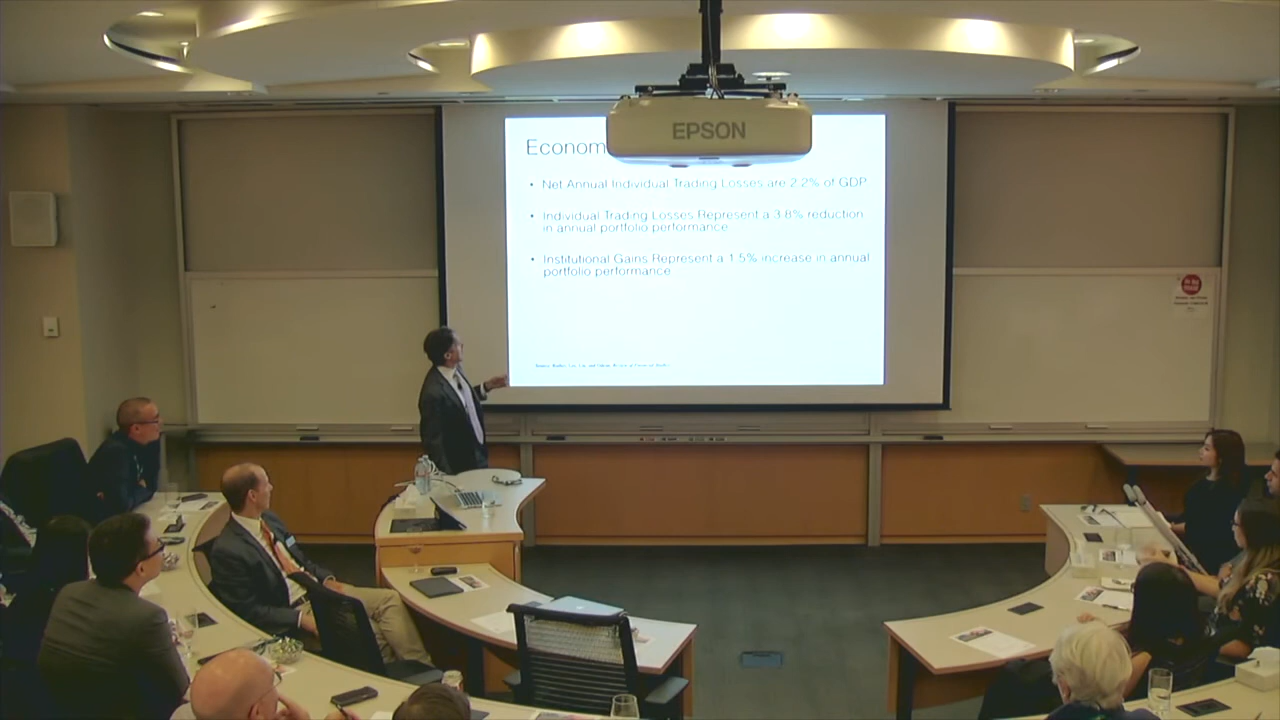 EPSON
Econom
• Net Annual Individual Trading Losses are 2.2% of GDP
• Individual Trading Losses Represent a 3.8% reduction
in annual portfolio performance
• Institutional Gains Represent a 1.5% increase in annual
portfolio performance